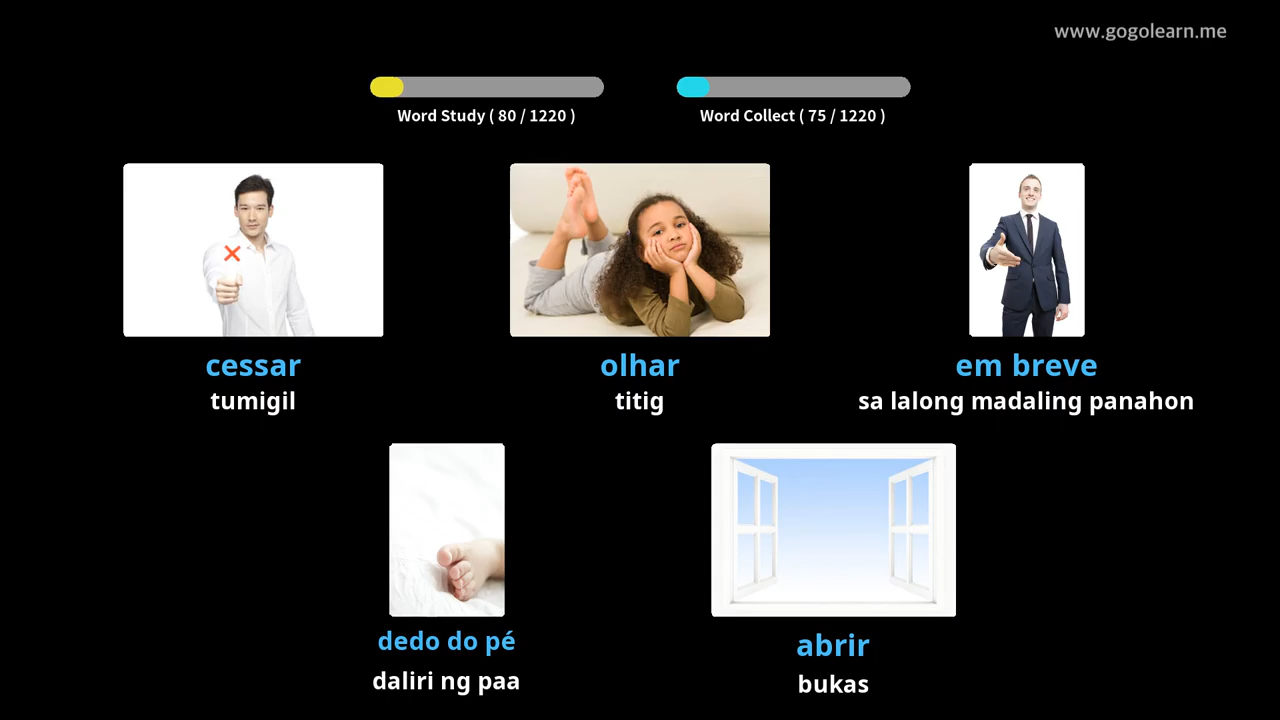 www.gogolearn.me
Word Study ( 80 / 1220 )
Word Collect ( 75 / 1220 )
cessar
tumigil
olhar
titig
em breve
sa lalong madaling panahon
dedo do pé
daliri ng paa
abrir
bukas